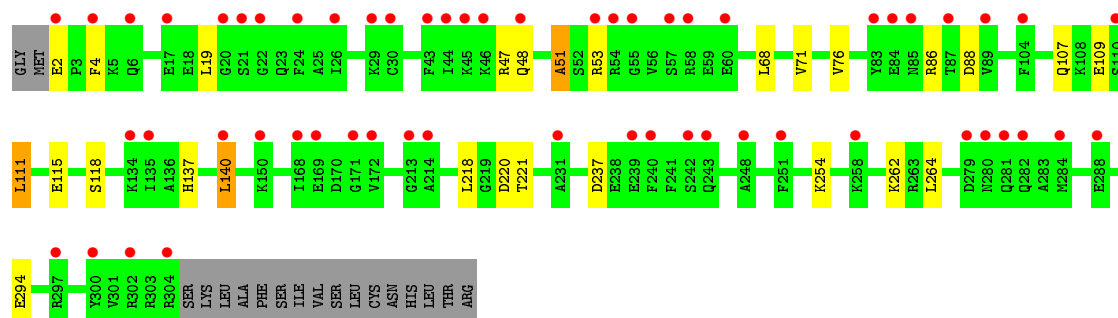 GLY MET E2 P3 F4 K5 Q6 E17 E18 L19 G20 S21 G22 Q23 F24 A25 I26 K29 C30 F43 I44 K45 K46 R47 Q48 A51 S52 R53 R54 G55 V56 S57 R58 E59 E60 L68 V71 V76 Y83 E84 N85 R86 T87 D88 V89 F104 Q107 K108 E109 S110
L111 E115 S118 K134 I135 A136 H137 L140 K150 I168 E169 D170 G171 V172 G213 A214 L218 G219 D220 T221 A231 D237 E238 E239 F240 F241 S242 Q243 A248 F251 K254 K258 K262 R263 L264 D279 N280 Q281 Q282 A283 M284 E288
E294 R297 Y300 V301 R302 R303 R304 SER LYS LEU ALA PHE SER ILE VAL SER LEU CYS ASN HIS LEU THR ARG